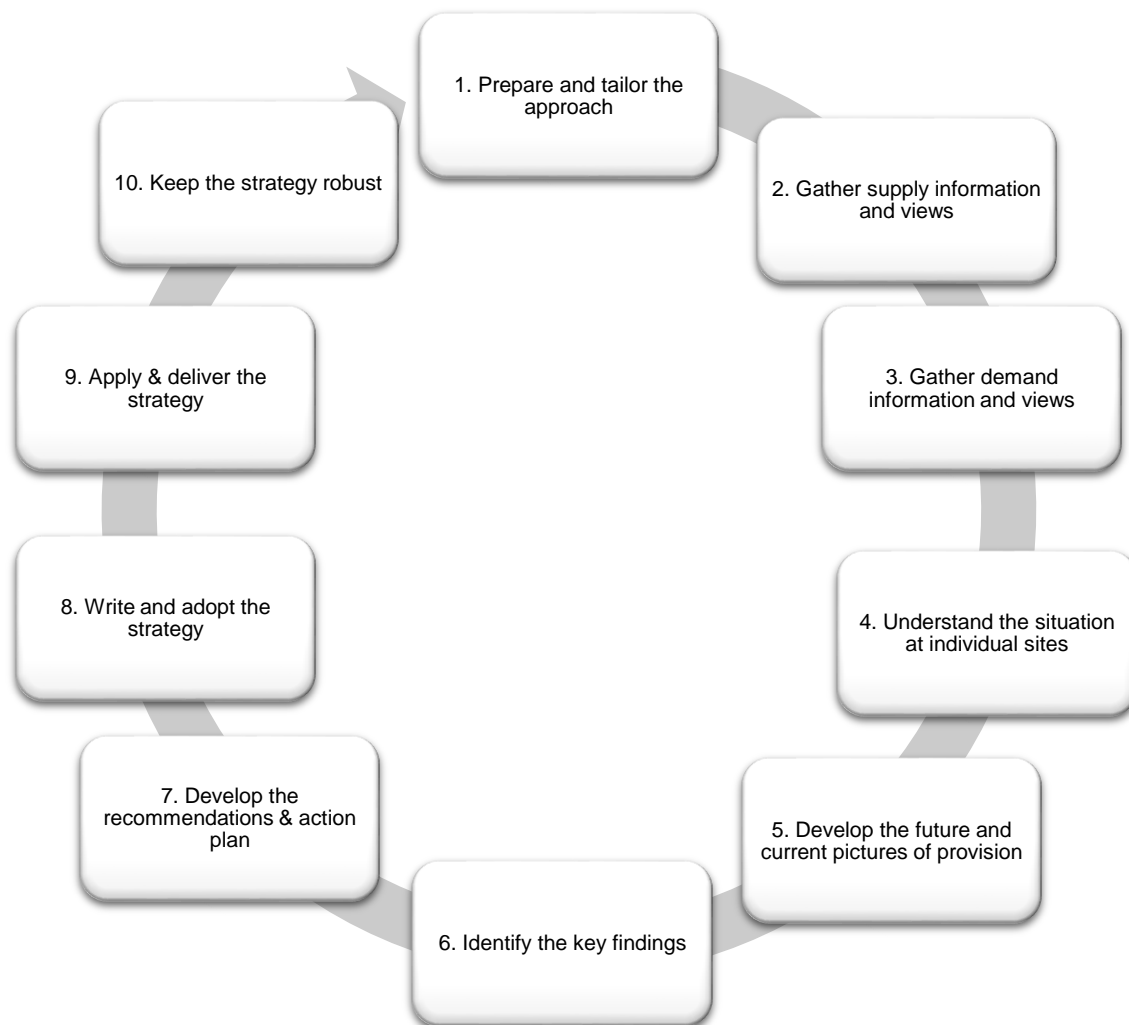 1. Prepare and tailor the
approach
2. Gather supply information
and views
3. Gather demand
information and views
4. Understand the situation
at individual sites
5. Develop the future and
current pictures of provision
6. Identify the key findings
7. Develop the
recommendations & action
plan
8. Write and adopt the
strategy
9. Apply & deliver the
strategy
10. Keep the strategy robust